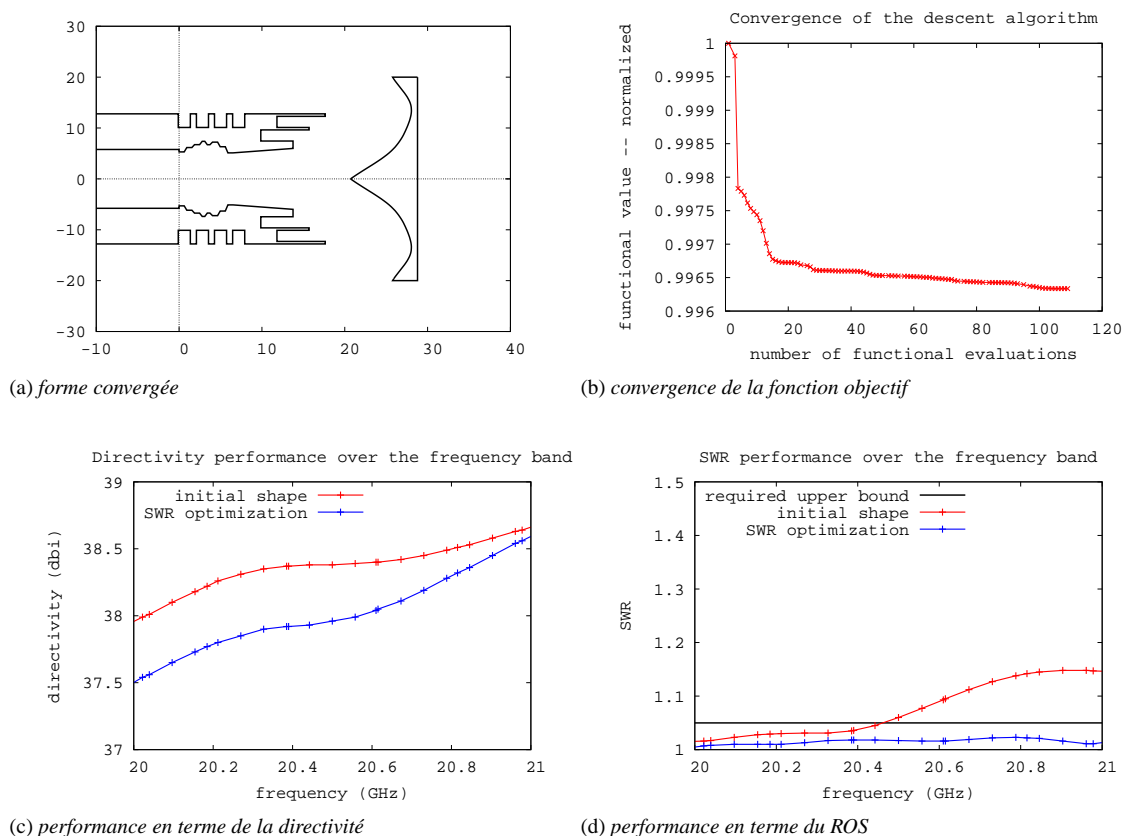 30
20
10
0
-10
-20
-30
-10
0
10
20
30
40
(a) forme convergée
Convergence of the descent algorithm
functional value -- normalized
1
0.9995
0.999
0.9985
0.998
0.9975
0.997
0.9965
0.996
0
20
40
60
80
100
120
number of functional evaluations
(b) convergence de la fonction objectif
Directivity performance over the frequency band
directivity (dbi)
39
38.5
38
37.5
37
initial shape
SWR optimization
20
20.2
20.4
20.6
20.8
21
frequency (GHz)
(c) performance en terme de la directivité
SWR performance over the frequency band
SWR
1.5
1.4
1.3
1.2
1.1
1
required upper bound
initial shape
SWR optimization
20
20.2
20.4
20.6
20.8
21
frequency (GHz)
(d) performance en terme du ROS